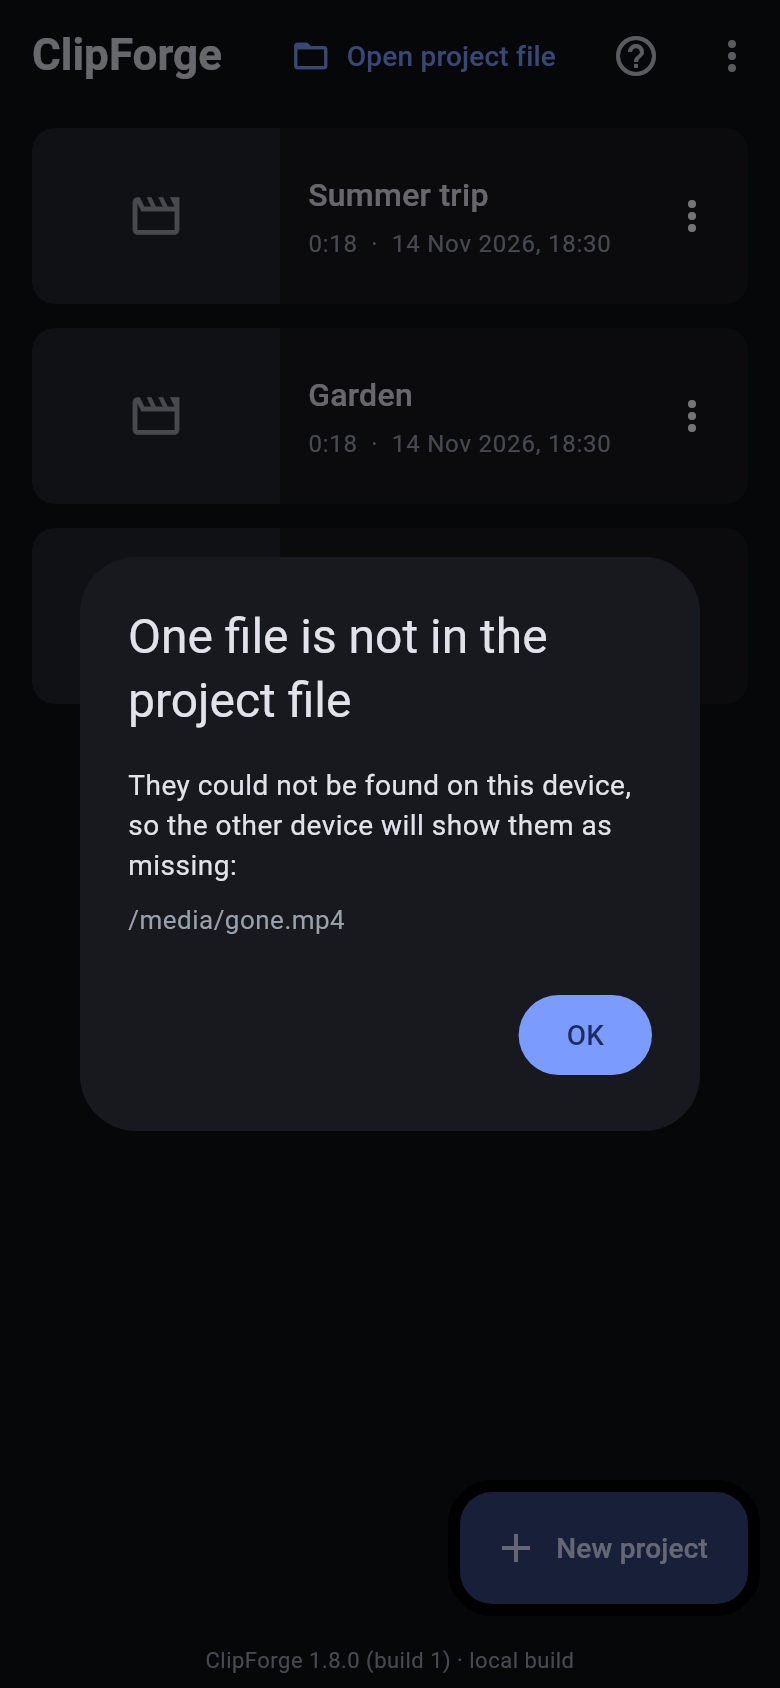 ClipForge
Open project file
Summer trip
0:18 · 14 Nov 2026, 18:30
Garden
0:18 · 14 Nov 2026, 18:30
One file is not in the
project file
They could not be found on this device,
so the other device will show them as
missing:
/media/gone.mp4
OK
New project
ClipForge 1.8.0 (build 1) · local build